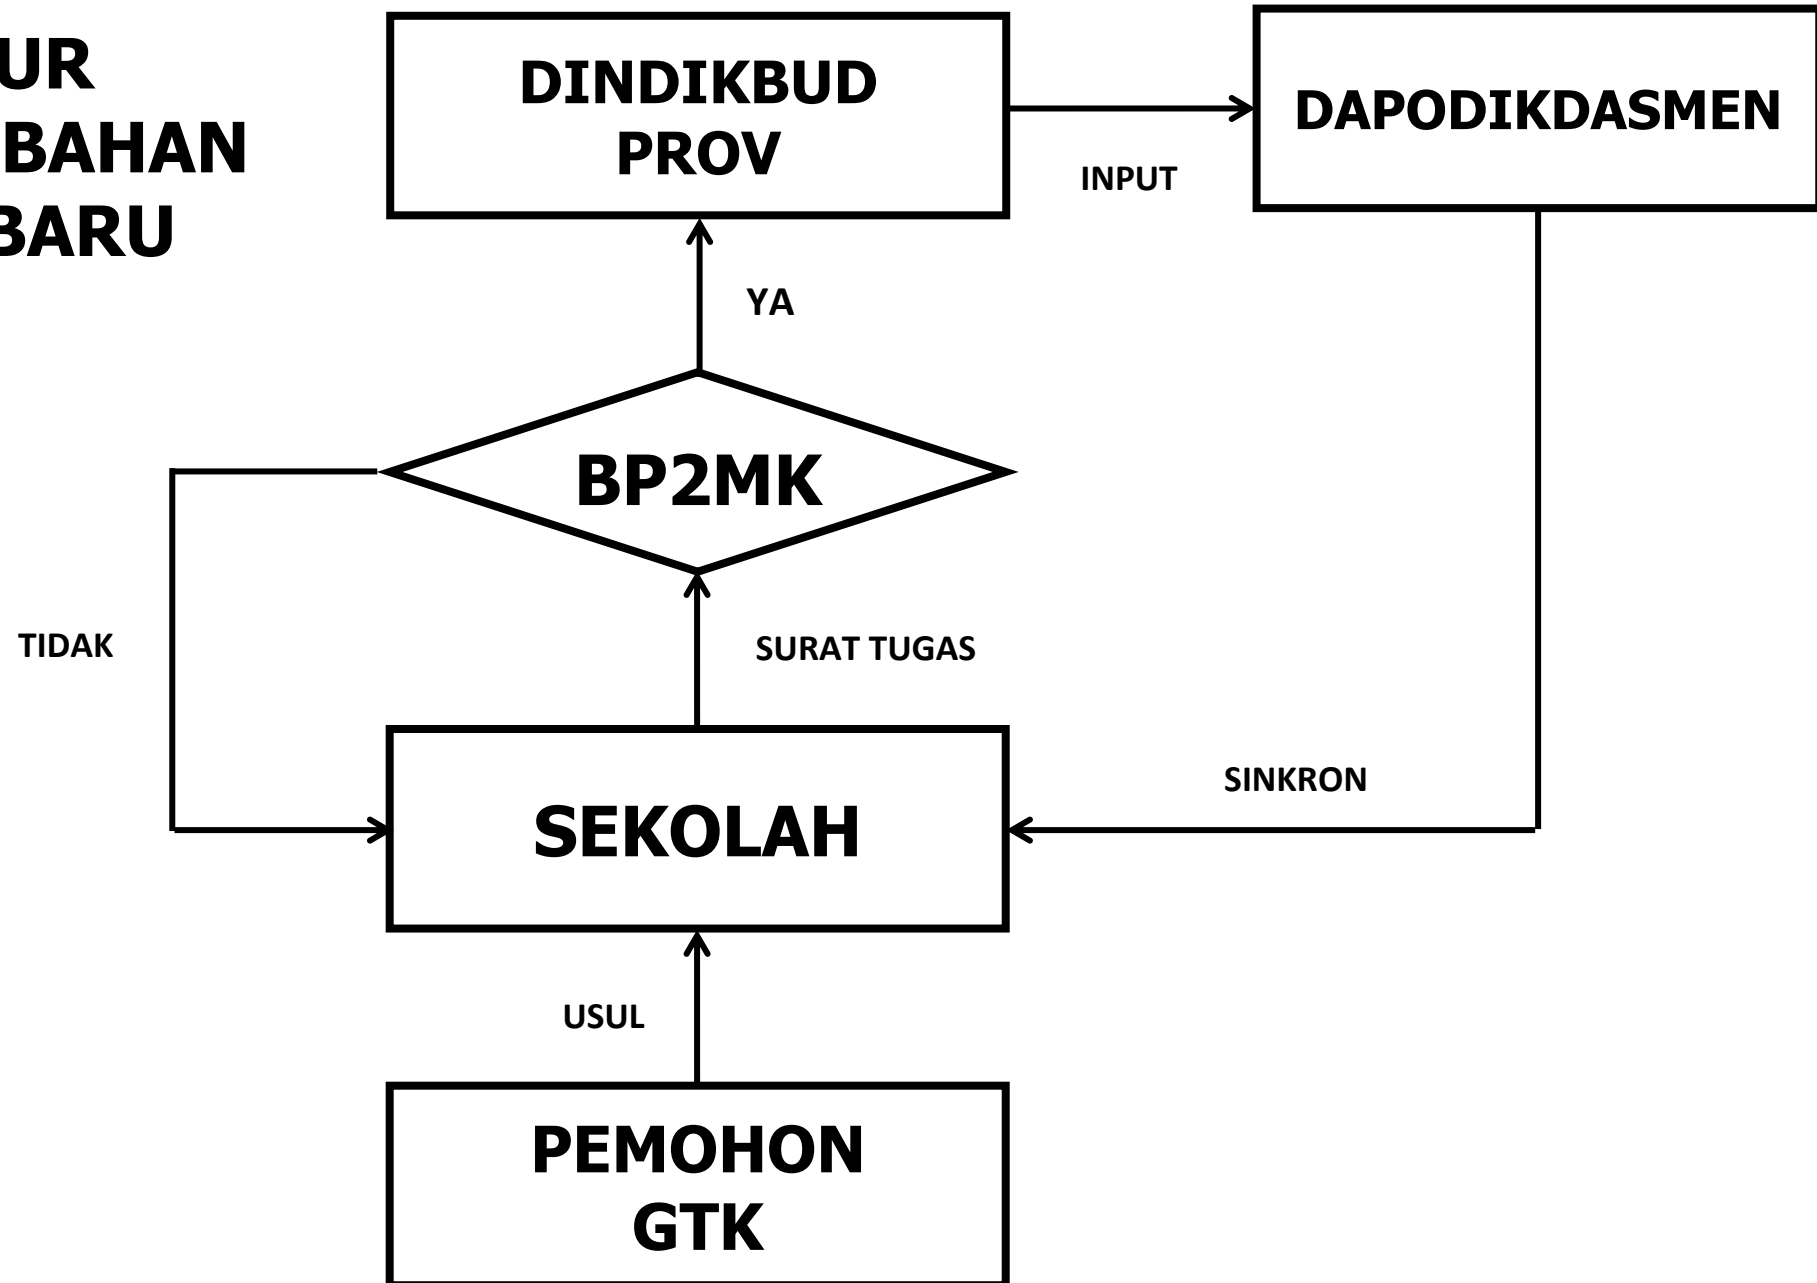 UR
BAHAN
BARU
DINDIKBUD
PROV
DAPODIKDASMEN
INPUT
YA
BP2MK
TIDAK
SURAT TUGAS
SINKRON
SEKOLAH
USUL
PEMOHON
GTK